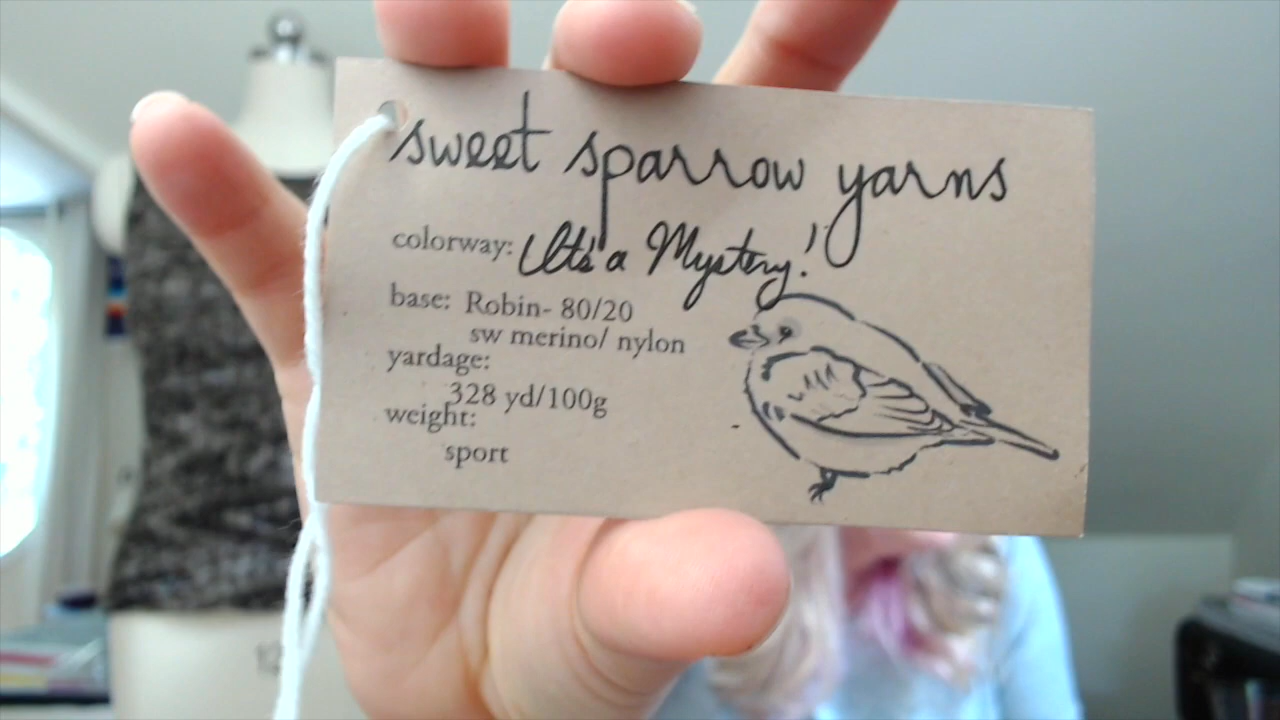 sweet sparrow yarns
colorway: It's a Mystery!
base: Robin- 80/20
sw merino/ nylon
yardage:
328 yd/100g
weight:
sport
12